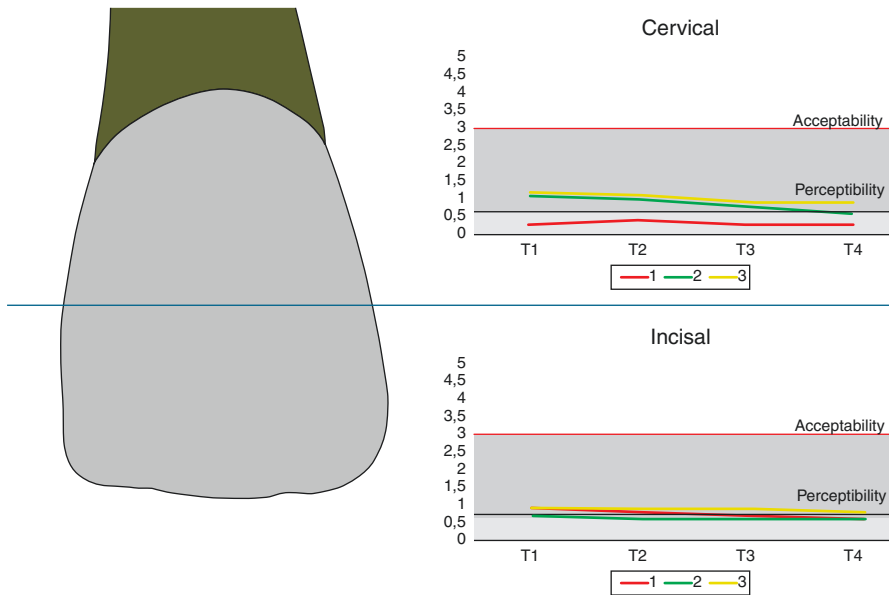 Cervical
5
4,5
4
3,5
Acceptability
3
2,5
2
1,5
Perceptibility
1
0,5
0
T1 T2 T3 T4
1 2 3
Incisal
5
4,5
4
3,5
Acceptability
3
2,5
2
1,5
Perceptibility
1
0,5
0
T1 T2 T3 T4
1 2 3